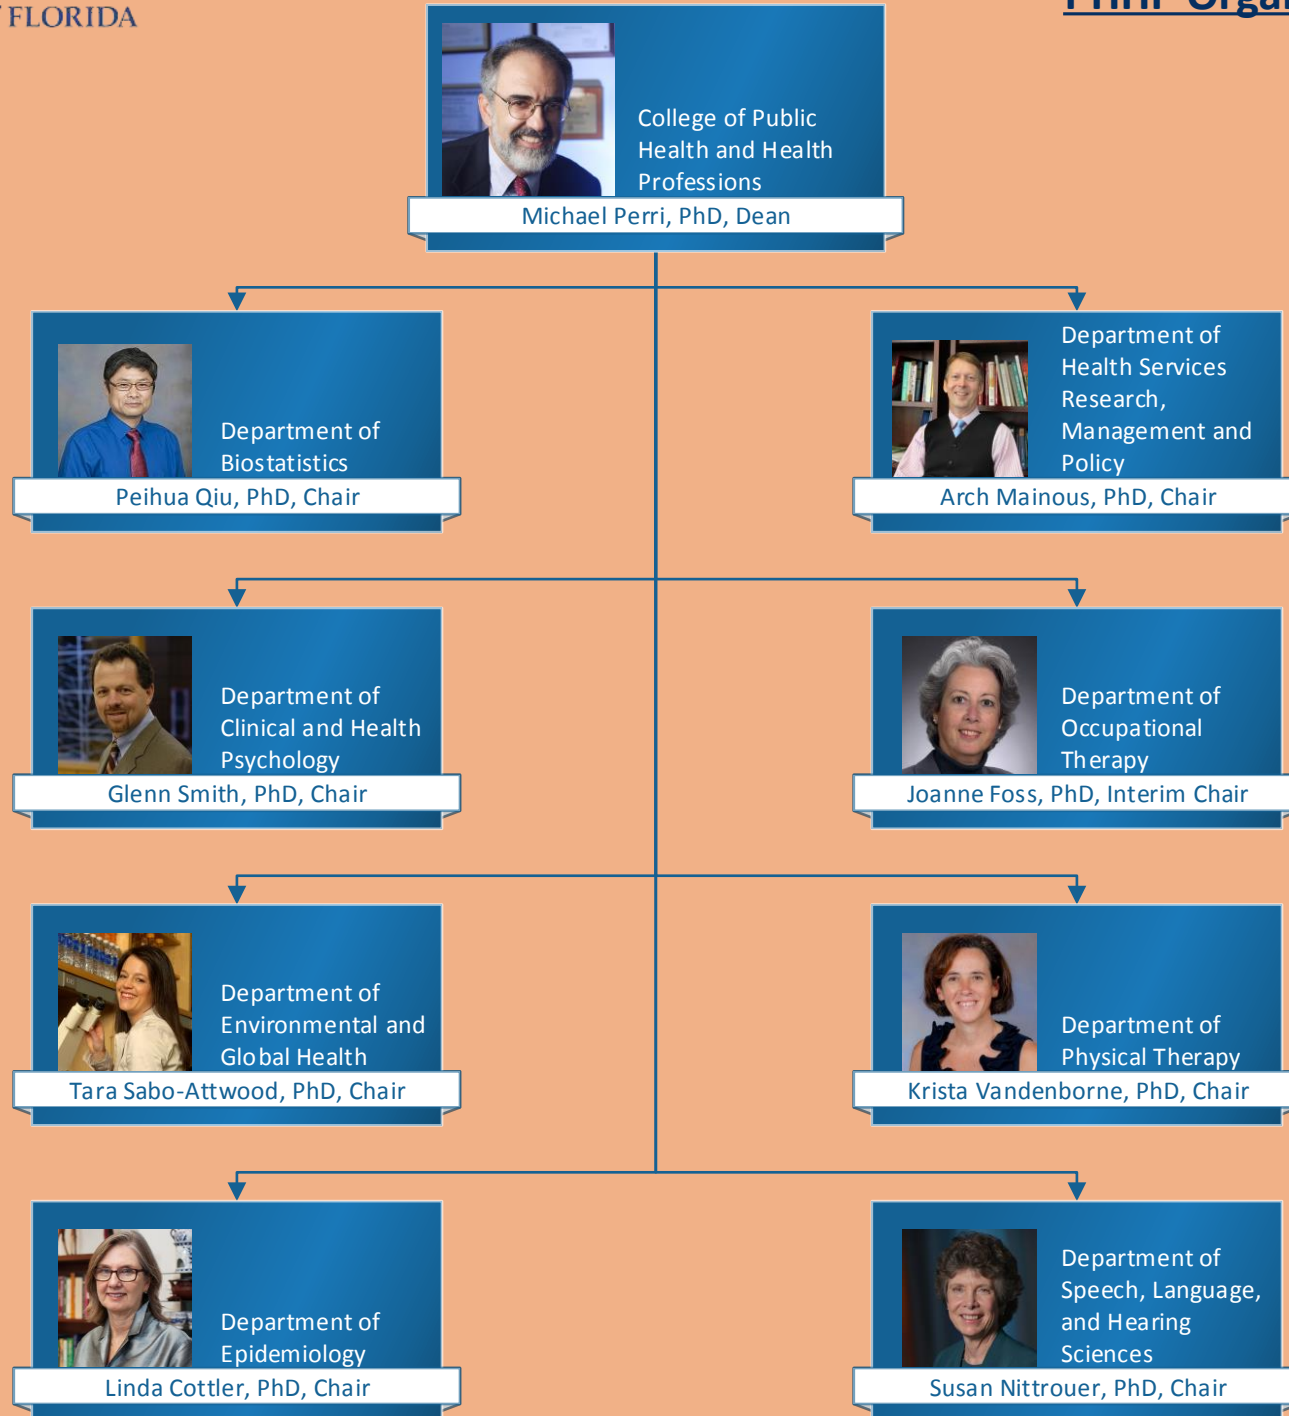 FLORIDA
College of Public
Health and Health
Professions
Michael Perri, PhD, Dean
Department of
Biostatistics
Peihua Qiu, PhD, Chair
Department of
Health Services
Research,
Management and
Policy
Arch Mainous, PhD, Chair
Department of
Clinical and Health
Psychology
Glenn Smith, PhD, Chair
Department of
Occupational
Therapy
Joanne Foss, PhD, Interim Chair
Department of
Environmental and
Global Health
Tara Sabo-Attwood, PhD, Chair
Department of
Physical Therapy
Krista Vandenborne, PhD, Chair
Department of
Epidemiology
Linda Cottler, PhD, Chair
Department of
Speech, Language,
and Hearing
Sciences
Susan Nittrouer, PhD, Chair